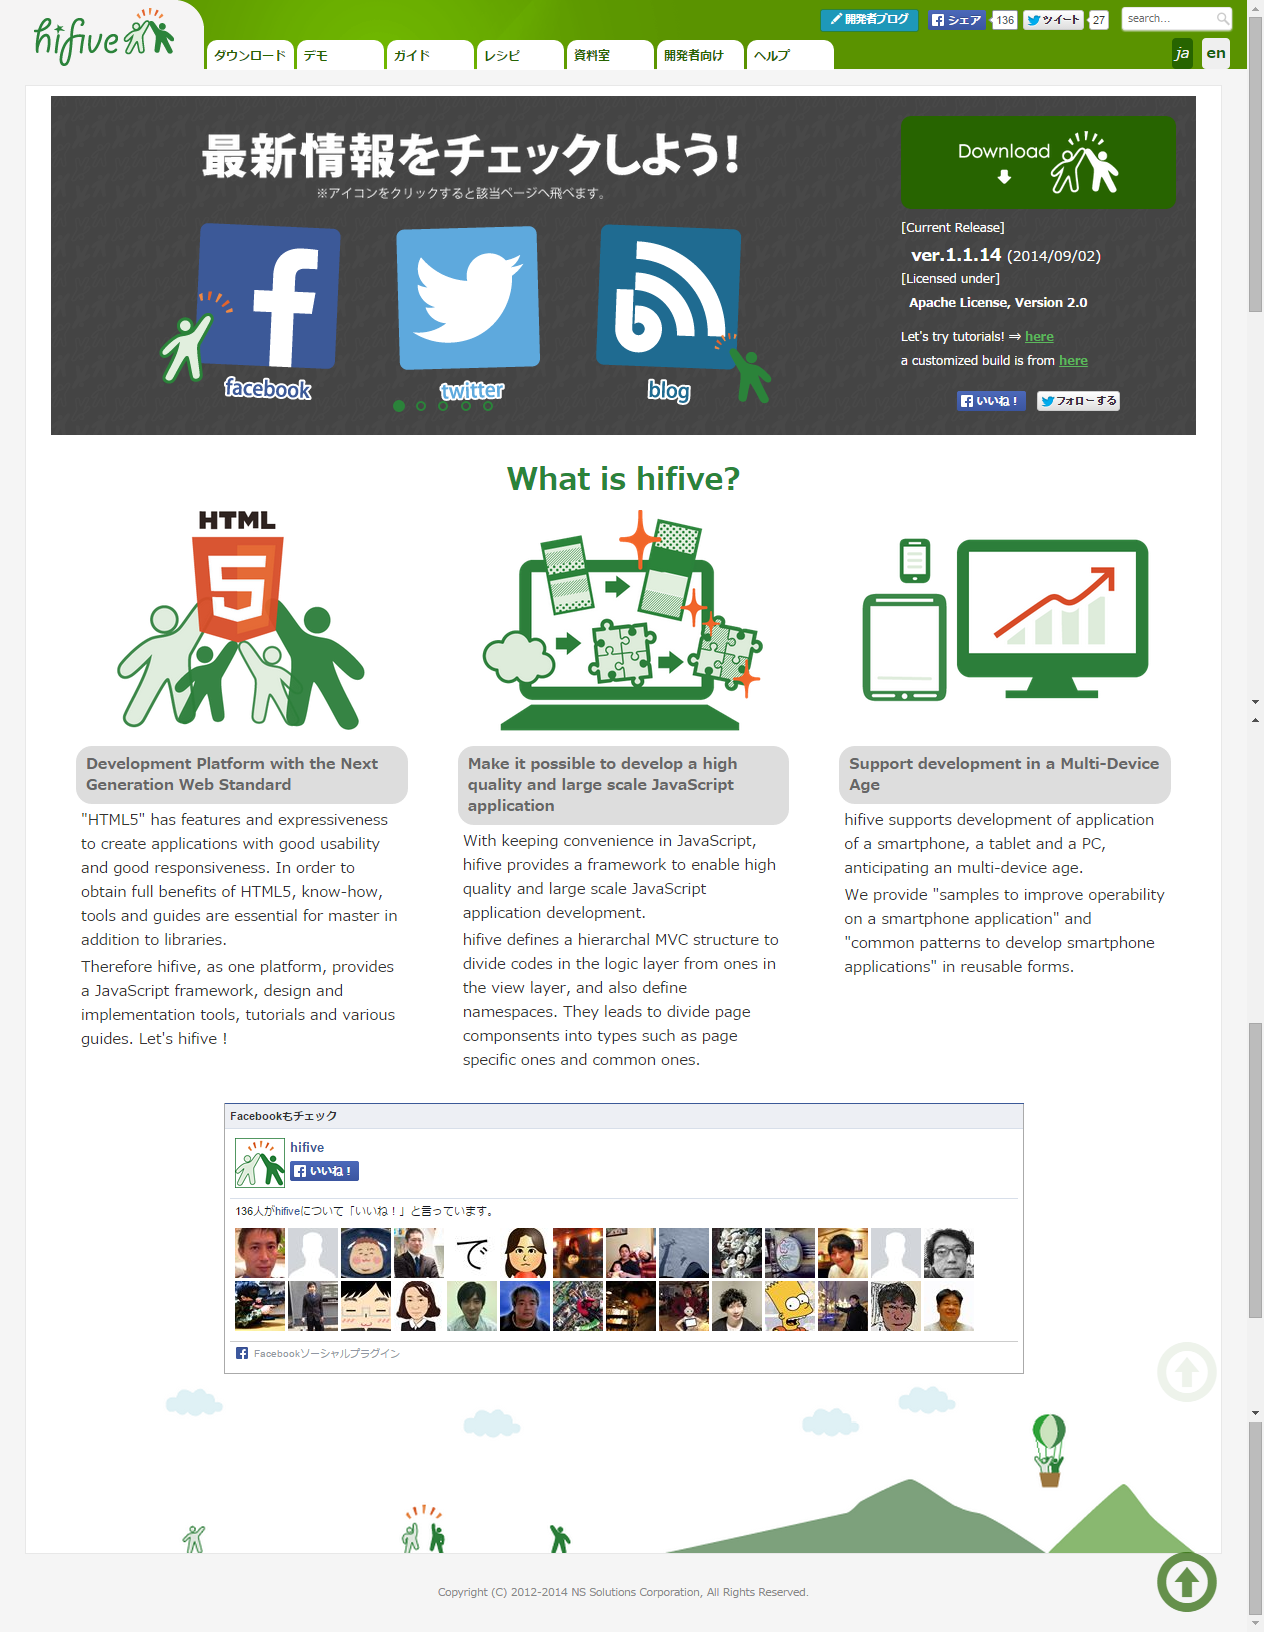 hifive
開発者ブログ
シェア
136
ツイート
27
search...
ダウンロード
デモ
ガイド
レシピ
資料室
開発者向け
ヘルプ
ja
en
最新情報をチェックしよう!
※アイコンをクリックすると該当ページへ飛べます。
facebook
twitter
blog
Download
[Current Release]
ver.1.1.14 (2014/09/02)
[Licensed under]
Apache License, Version 2.0
Let's try tutorials! ⇒ here
a customized build is from here
いいね！
フォローする
What is hifive?
HTML
5
Development Platform with the Next
Generation Web Standard
"HTML5" has features and expressiveness
to create applications with good usability
and good responsiveness. In order to
obtain full benefits of HTML5, know-how,
tools and guides are essential for master in
addition to libraries.
Therefore hifive, as one platform, provides
a JavaScript framework, design and
implementation tools, tutorials and various
guides. Let's hifive !
Make it possible to develop a high
quality and large scale JavaScript
application
With keeping convenience in JavaScript,
hifive provides a framework to enable high
quality and large scale JavaScript
application development.
hifive defines a hierarchal MVC structure to
divide codes in the logic layer from ones in
the view layer, and also define
namespaces. They leads to divide page
componsents into types such as page
specific ones and common ones.
Support development in a Multi-Device
Age
hifive supports development of application
of a smartphone, a tablet and a PC,
anticipating an multi-device age.
We provide "samples to improve operability
on a smartphone application" and
"common patterns to develop smartphone
applications" in reusable forms.
Facebookもチェック
hifive
いいね！
136人がhifiveについて「いいね！」と言っています。
で
Facebookソーシャルプラグイン
Copyright (C) 2012-2014 NS Solutions Corporation, All Rights Reserved.